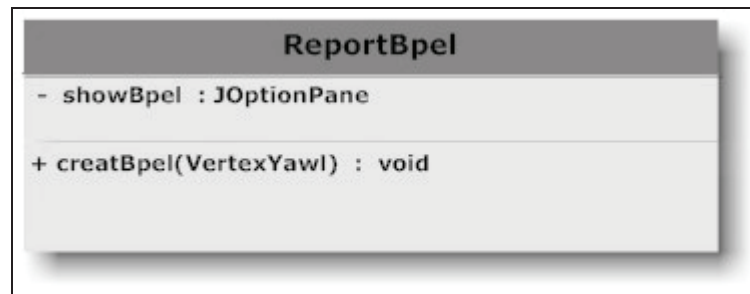 ReportBpel
- showBpel : JOptionPane
+ creatBpel(VertexYawl) : void